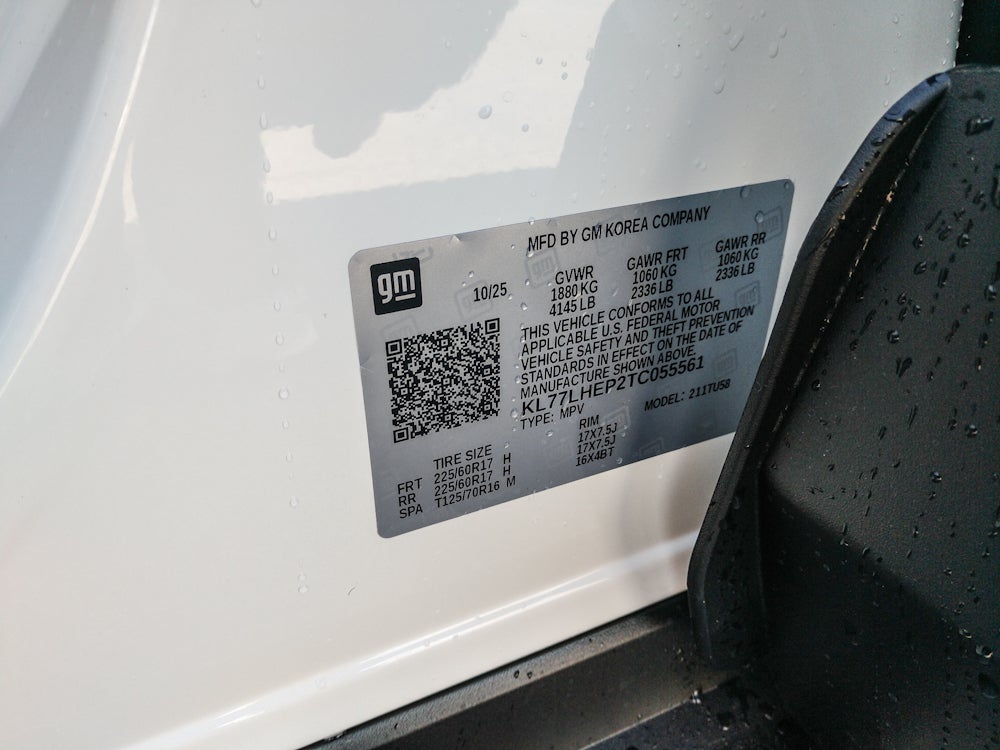 MFD BY GM KOREA COMPANY
gm
10/25
GVWR
1880 KG
4145 LB
GAWR FRT
1060 KG
2336 LB
GAWR RR
1060 KG
2336 LB
THIS VEHICLE CONFORMS TO ALL
APPLICABLE U.S. FEDERAL MOTOR
VEHICLE SAFETY AND THEFT PREVENTION
STANDARDS IN EFFECT ON THE DATE OF
MANUFACTURE SHOWN ABOVE.
KL77LHEP2TC055561
TYPE: MPV MODEL: 211TU58
TIRE SIZE RIM
FRT 225/60R17 H 17X7.5J
RR 225/60R17 H 17X7.5J
SPA T125/70R16 M 16X4BT